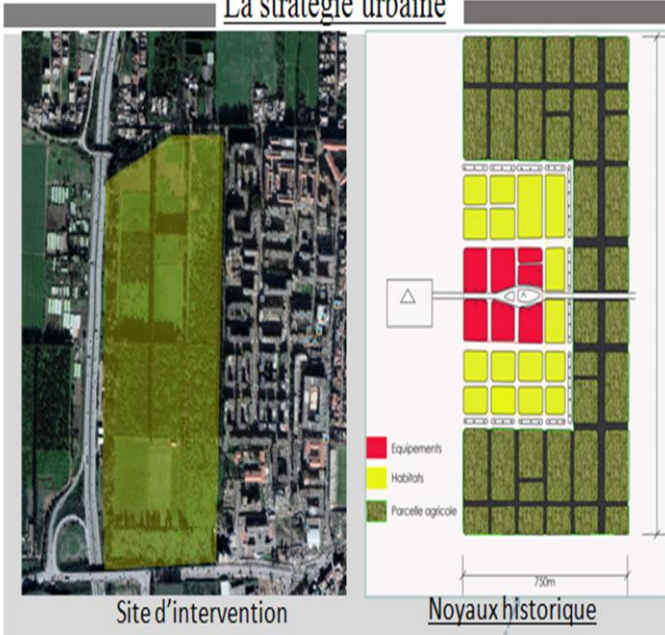 La stratégie urbaine
Equipements
Habitats
Parcelle agricole
750m
Site d'intervention
Noyaux historique